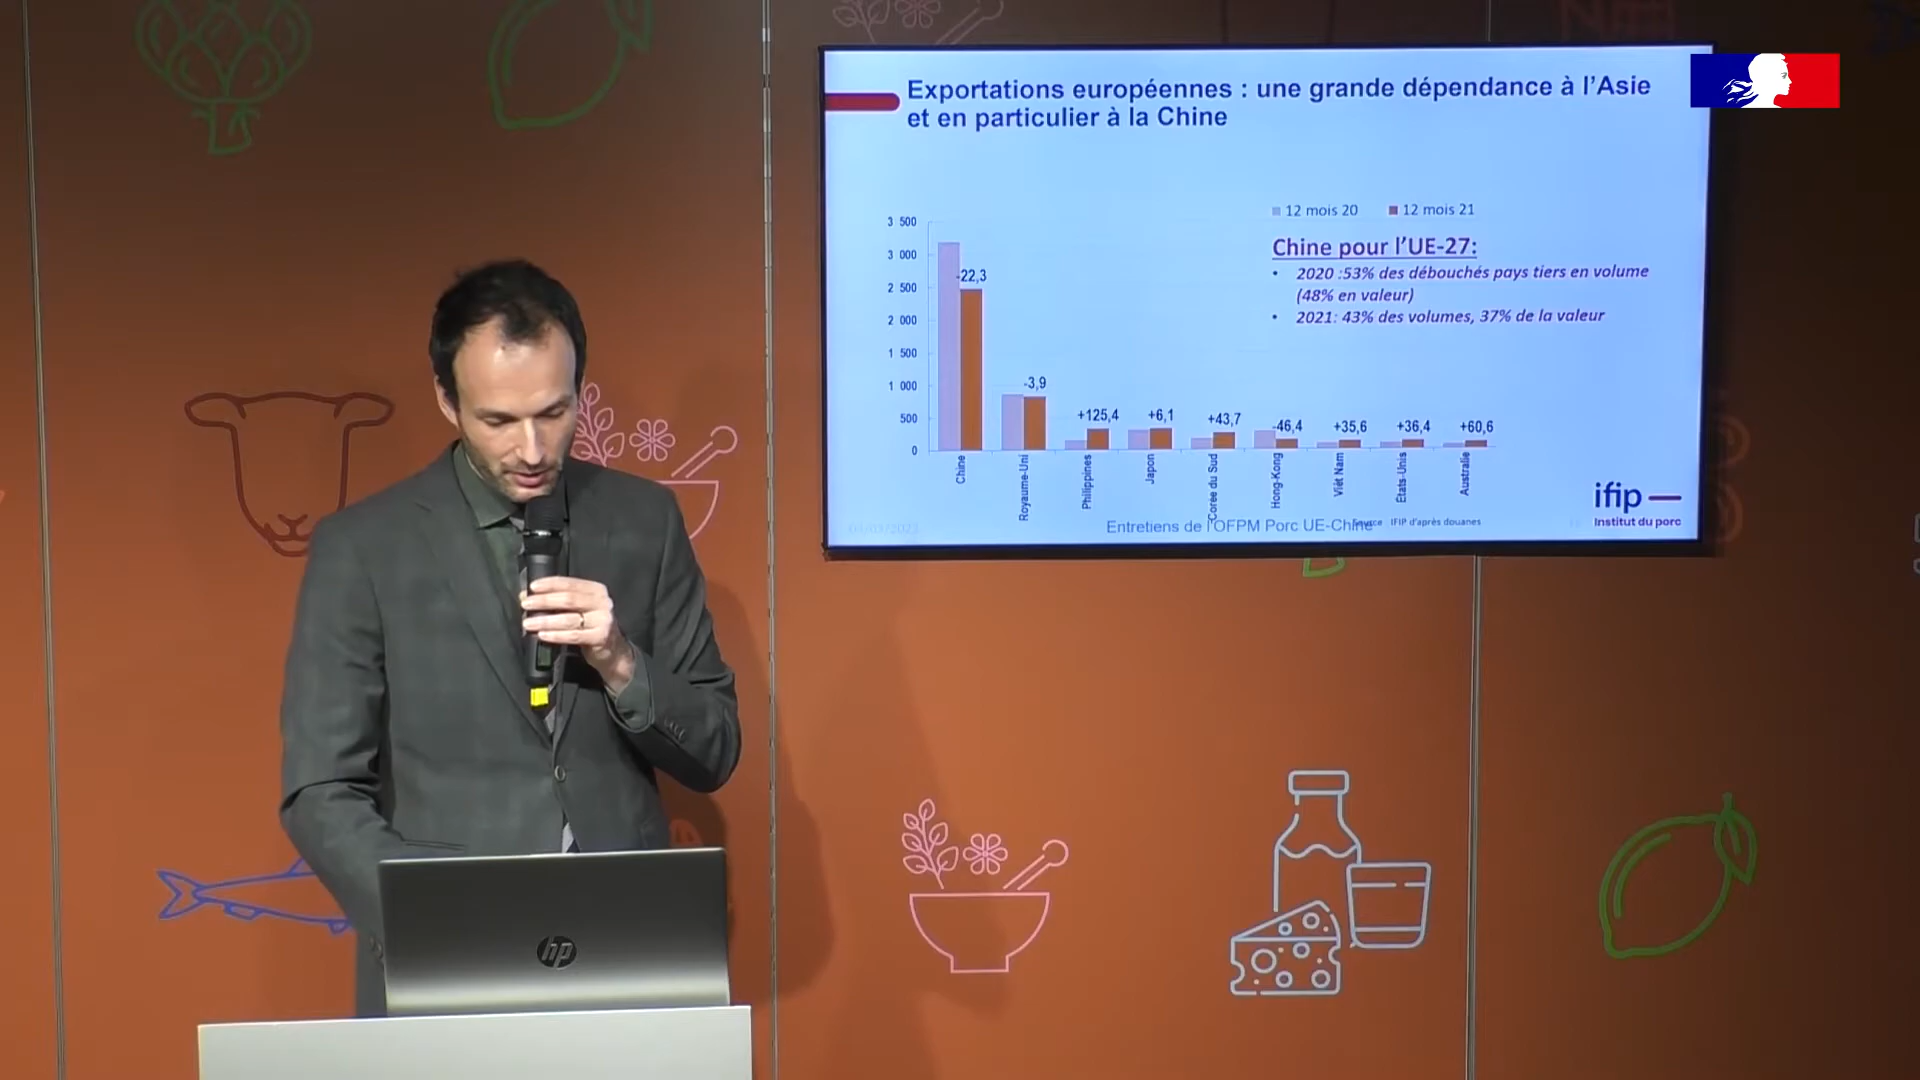 Exportations européennes : une grande dépendance à l'Asie
et en particulier à la Chine
12 mois 20 12 mois 21
Chine pour l'UE-27:
• 2020 :53% des débouchés pays tiers en volume
(48% en valeur)
• 2021: 43% des volumes, 37% de la valeur
3 500
3 000
2 500
2 000
1 500
1 000
500
0
-22,3
-3,9
+125,4
+6,1
+43,7
-46,4
+35,6
+36,4
+60,6
Chine
Royaume-Uni
Philippines
Japon
Corée du Sud
Hong-Kong
Viêt Nam
Etats-Unis
Australie
Entretiens de l'OFPM Porc UE-Chine
Source IFIP d'après douanes
ifip
Institut du porc
hp